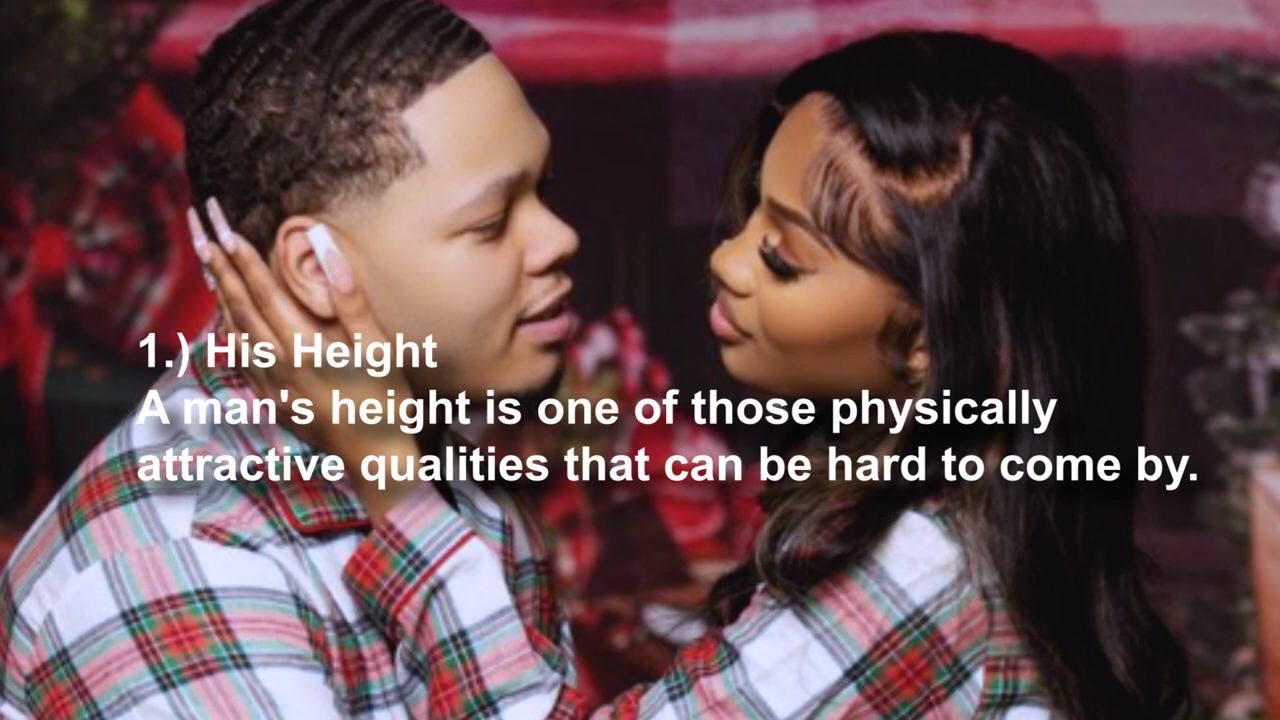 1.) His Height
A man's height is one of those physically
attractive qualities that can be hard to come by.